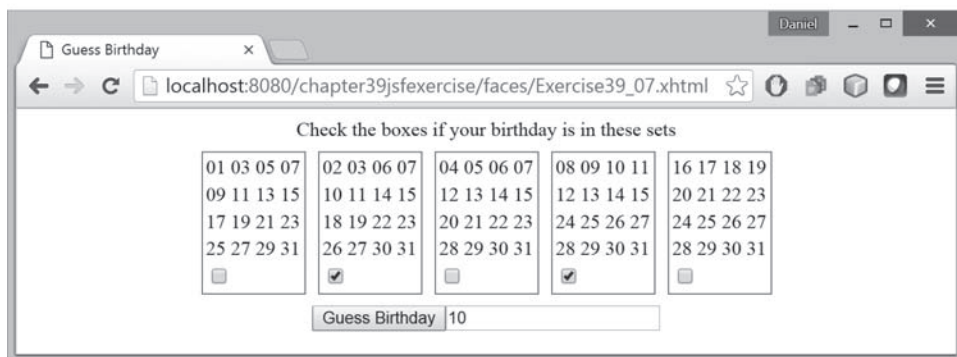 Daniel
Guess Birthday
localhost:8080/chapter39jsfexercise/faces/Exercise39_07.xhtml
Check the boxes if your birthday is in these sets
01 03 05 07
09 11 13 15
17 19 21 23
25 27 29 31
02 03 06 07
10 11 14 15
18 19 22 23
26 27 30 31
04 05 06 07
12 13 14 15
20 21 22 23
28 29 30 31
08 09 10 11
12 13 14 15
24 25 26 27
28 29 30 31
16 17 18 19
20 21 22 23
24 25 26 27
28 29 30 31
Guess Birthday 10